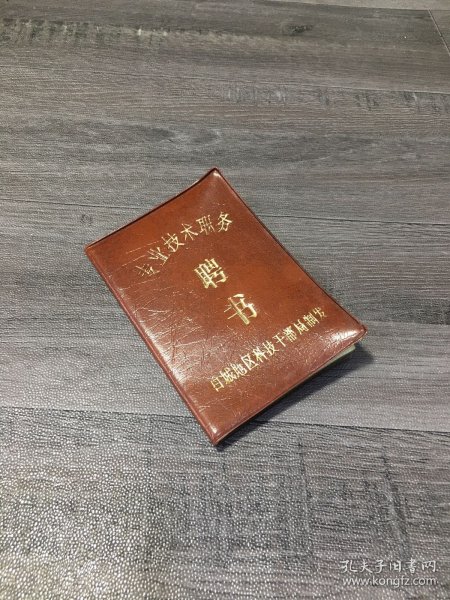 专业技术职务
聘
书
白城地区科技干部局制发
孔夫子旧书网
www.kongfz.com